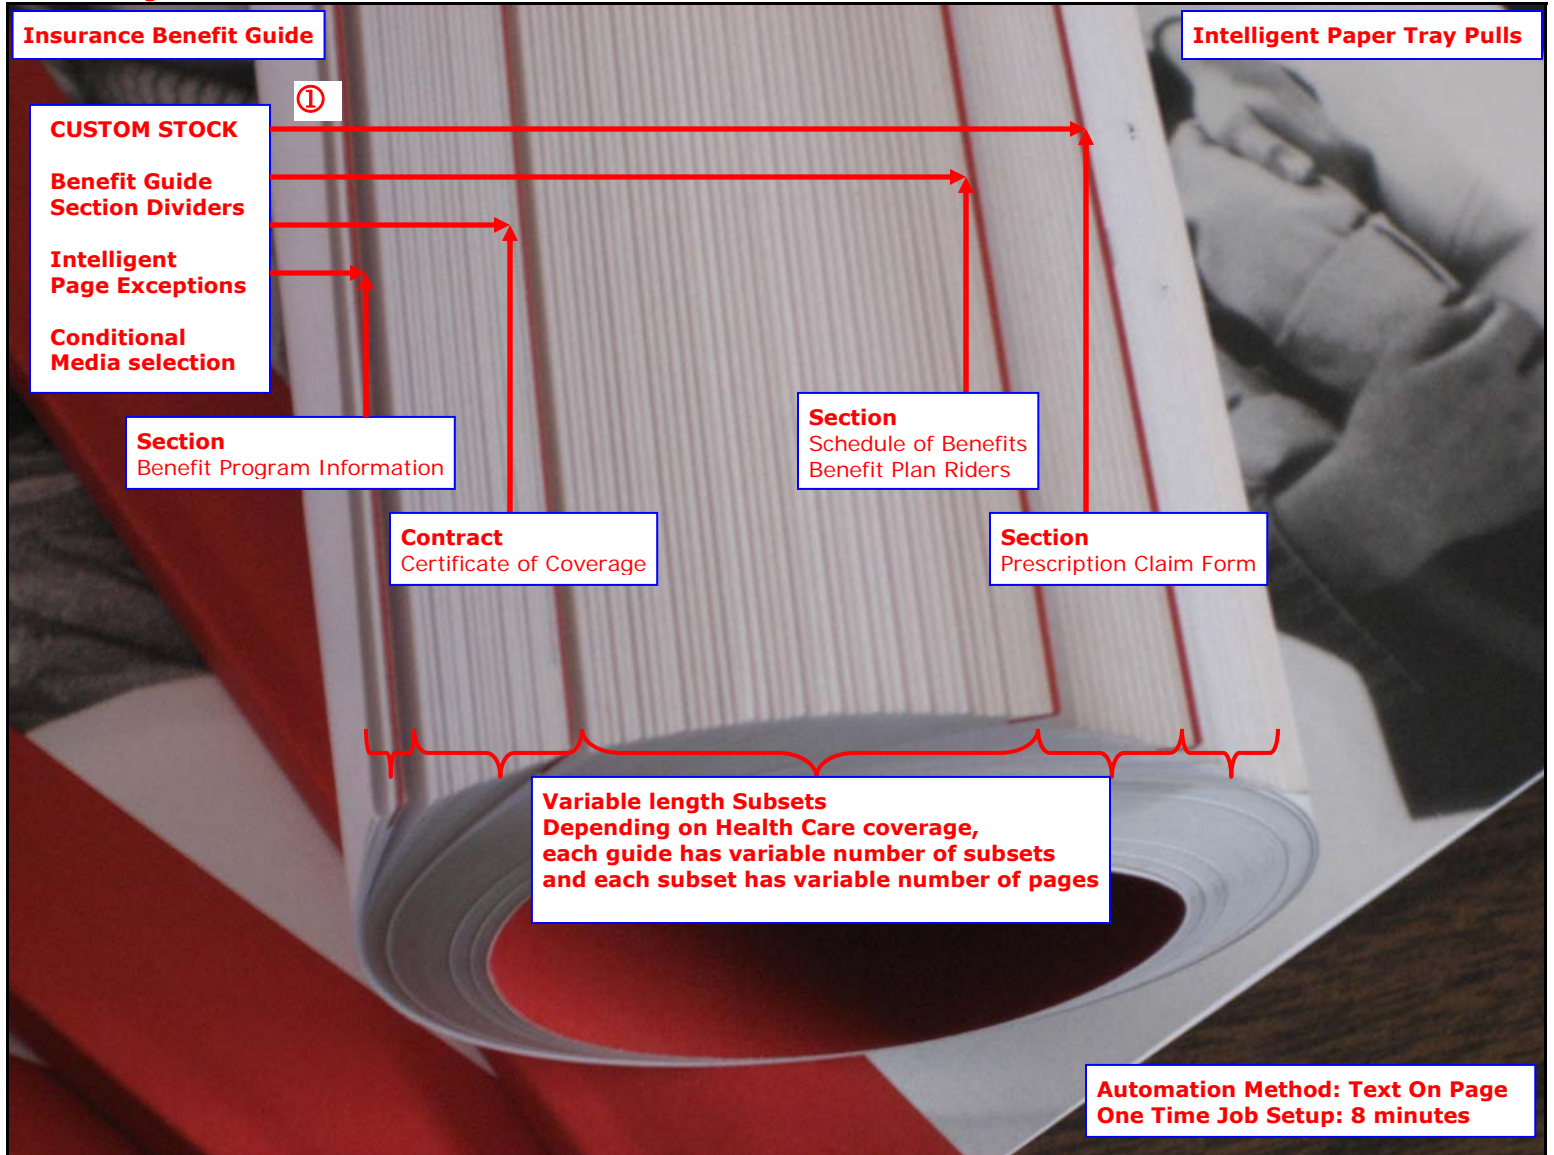 Insurance Benefit Guide
Intelligent Paper Tray Pulls
①
CUSTOM STOCK
Benefit Guide
Section Dividers
Intelligent
Page Exceptions
Conditional
Media selection
Section
Benefit Program Information
Section
Schedule of Benefits
Benefit Plan Riders
Contract
Certificate of Coverage
Section
Prescription Claim Form
Variable length Subsets
Depending on Health Care coverage,
each guide has variable number of subsets
and each subset has variable number of pages
Automation Method: Text On Page
One Time Job Setup: 8 minutes